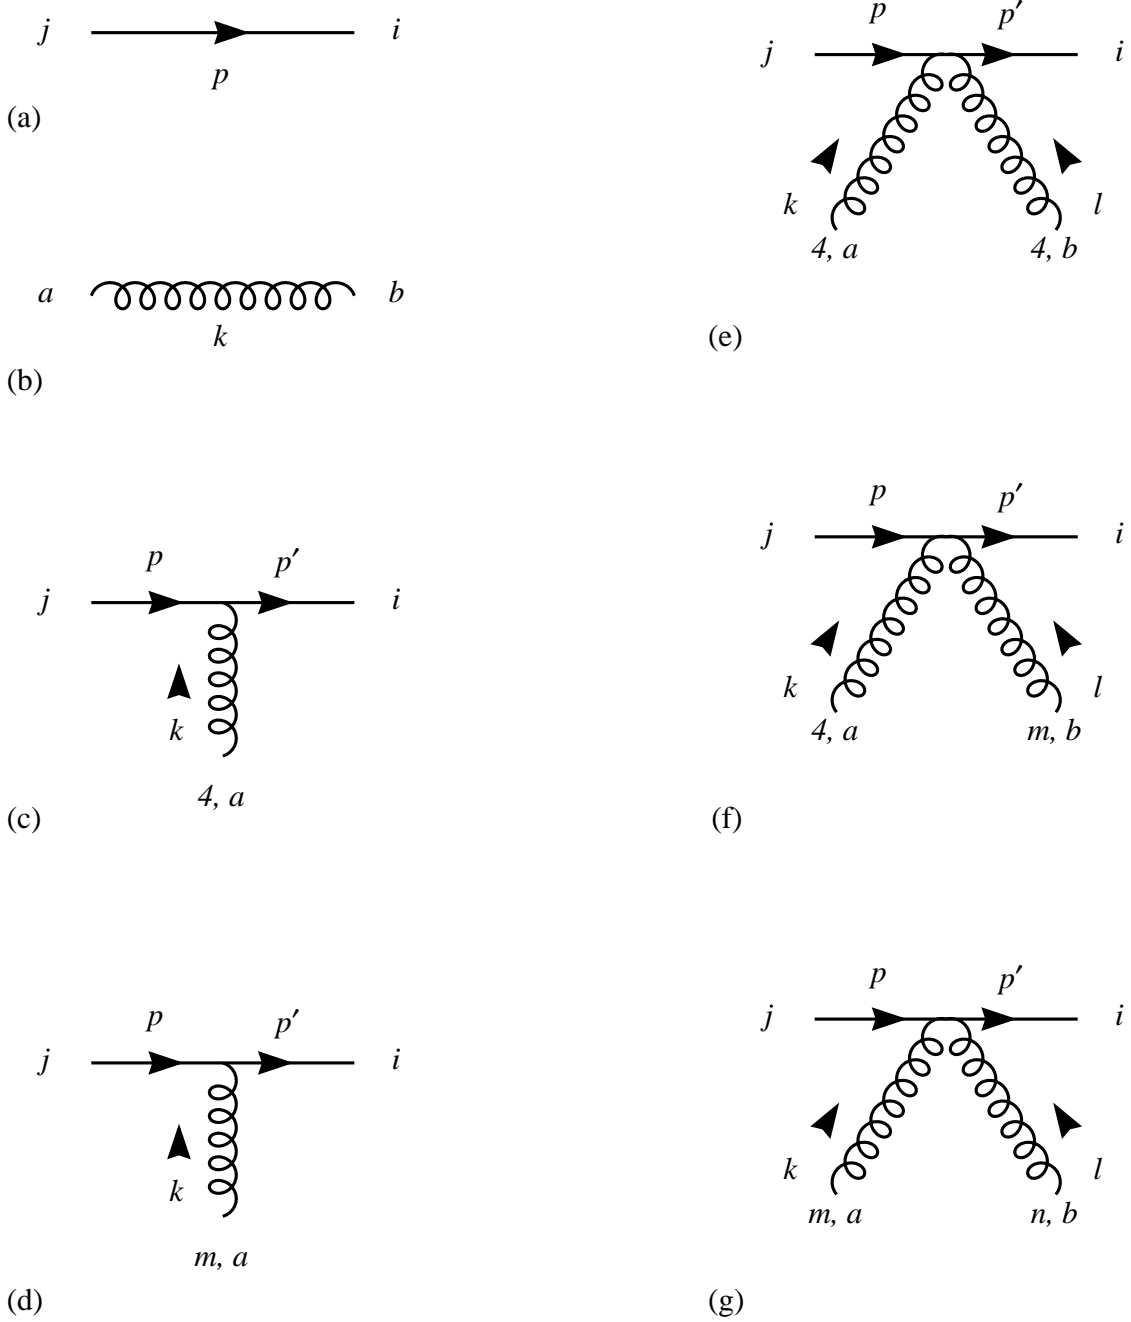 j i
p
(a)
a b
k
(b)
p p′
j i
k
4, a
(c)
p p′
j i
k
m, a
(d)
p p′
j i
k l
4, a 4, b
(e)
p p′
j i
k l
4, a m, b
(f)
p p′
j i
k l
m, a n, b
(g)